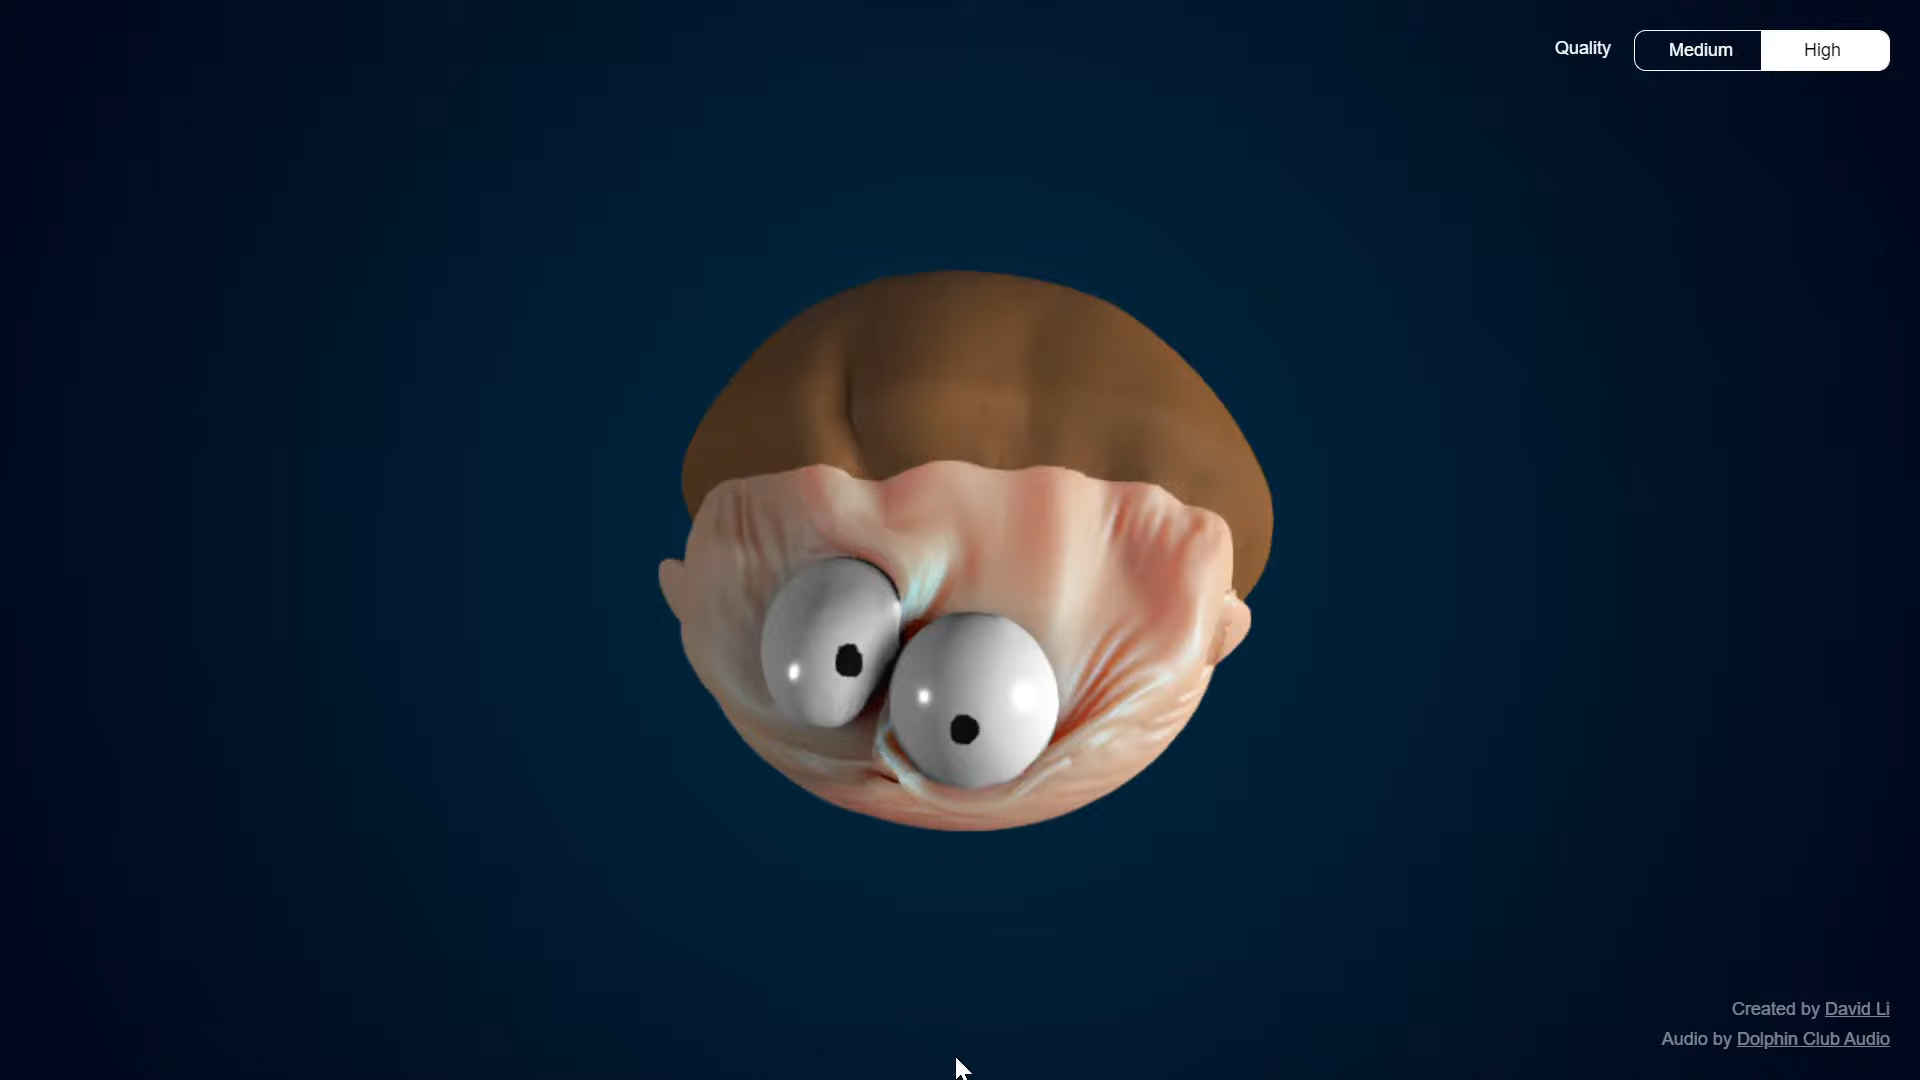 Quality
Medium
High
Created by David Li
Audio by Dolphin Club Audio